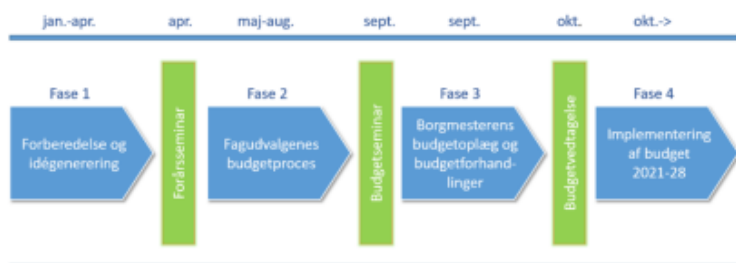 jan.-apr.
apr.
maj-aug.
sept.
sept.
okt.
okt.->
Fase 1
Forberedelse og
idégenerering
Forårsseminar
Fase 2
Fagudvalgenes
budgetproces
Budgetseminar
Fase 3
Borgmesterens
budgetoplæg og
budgetforhand-
linger
Budgetvedtagelse
Fase 4
Implementering
af budget
2021-28